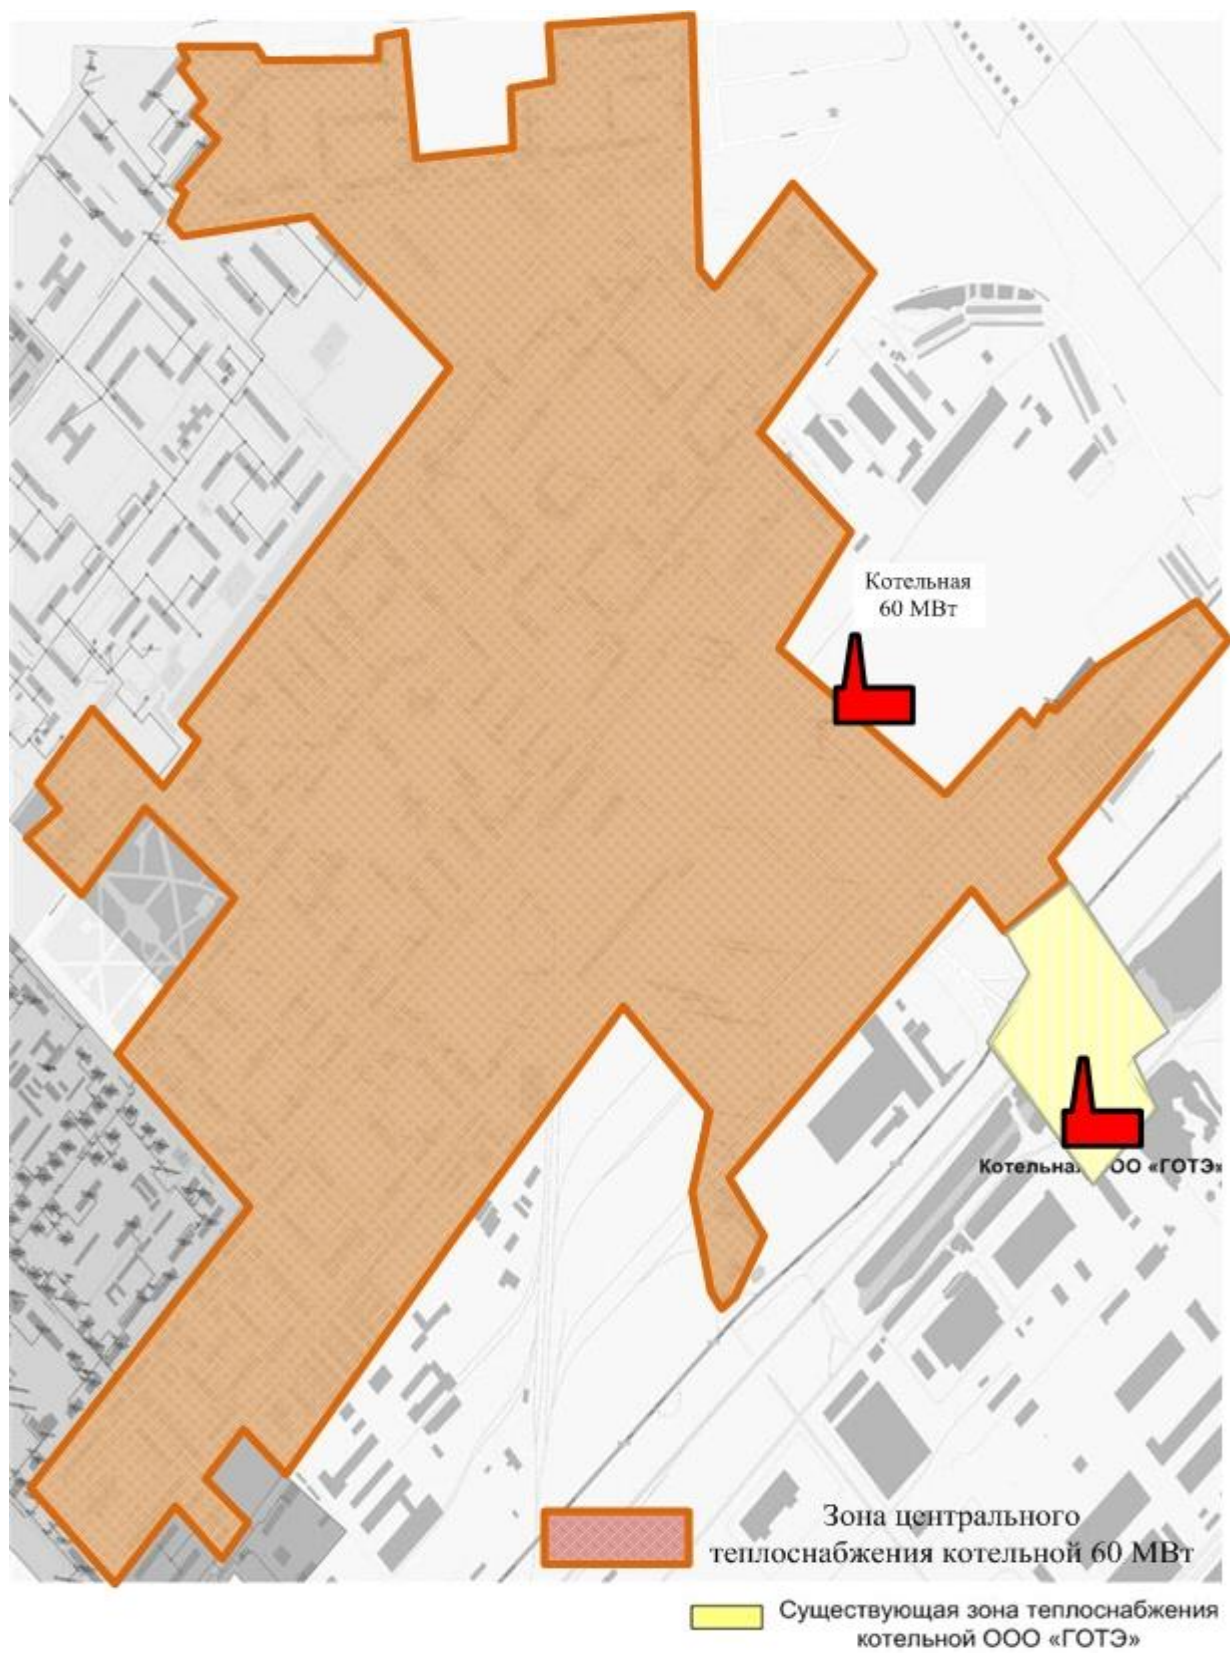 Котельная
60 МВт
Котельная ООО «ГОТЭ»
Зона центрального
теплоснабжения котельной 60 МВт
Существующая зона теплоснабжения
котельной ООО «ГОТЭ»